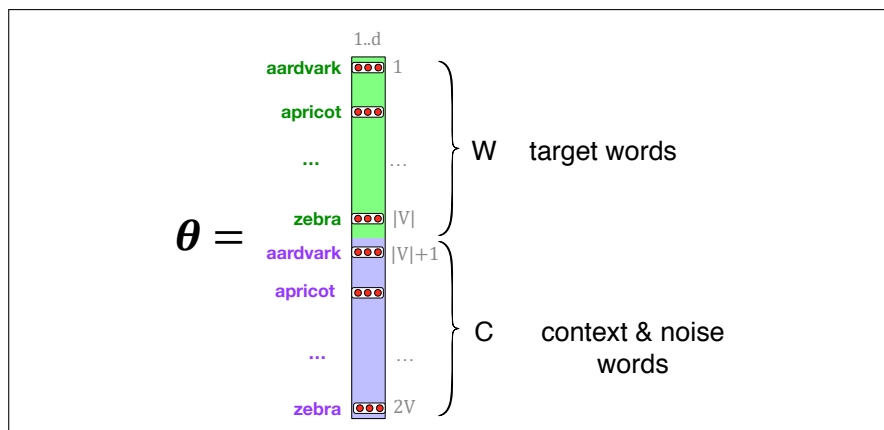 1..d
aardvark 1
apricot
... ...
W target words
zebra |V|
θ =
aardvark |V|+1
apricot
C context & noise
words
... ...
zebra 2V